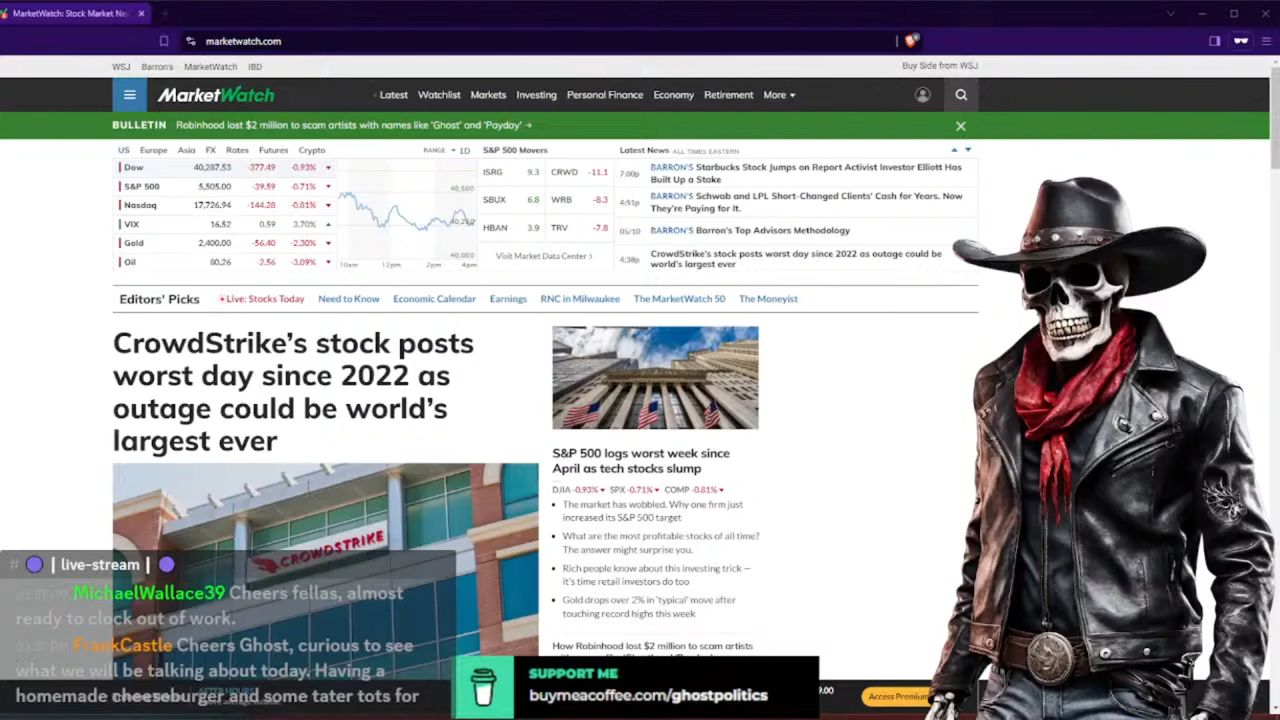 MarketWatch: Stock Market Ne
marketwatch.com
WSJ Barron's MarketWatch IBD
Buy Side from WSJ
MarketWatch
Latest Watchlist Markets Investing Personal Finance Economy Retirement More
BULLETIN Robinhood lost $2 million to scam artists with names like 'Ghost' and 'Payday' →
US Europe Asia FX Rates Futures Crypto
RANGE 1D
Dow 40,287.53 -377.49 -0.93%
S&P 500 5,505.00 -39.59 -0.71%
Nasdaq 17,726.94 -144.28 -0.81%
VIX 16.52 0.59 3.70%
Gold 2,400.00 -56.40 -2.30%
Oil 80.26 -2.56 -3.09%
40,500
40,250
40,000
10am 12pm 2pm 4pm
S&P 500 Movers
ISRG 9.3 CRWD -11.1
SBUX 6.8 WRB -8.3
HBAN 3.9 TRV -7.8
Visit Market Data Center
Latest News ALL TIMES EASTERN
7:00p BARRON'S Starbucks Stock Jumps on Report Activist Investor Elliott Has
Built Up a Stake
4:51p BARRON'S Schwab and LPL Short-Changed Clients' Cash for Years. Now
They're Paying for It.
05/10 BARRON'S Barron's Top Advisors Methodology
4:38p CrowdStrike's stock posts worst day since 2022 as outage could be
world's largest ever
Editors' Picks Live: Stocks Today Need to Know Economic Calendar Earnings RNC in Milwaukee The MarketWatch 50 The Moneyist
CrowdStrike's stock posts
worst day since 2022 as
outage could be world's
largest ever
CROWDSTRIKE
S&P 500 logs worst week since
April as tech stocks slump
DJIA -0.93% SPX -0.71% COMP -0.81%
The market has wobbled. Why one firm just
increased its S&P 500 target
What are the most profitable stocks of all time?
The answer might surprise you.
Rich people know about this investing trick —
it's time retail investors do too
Gold drops over 2% in 'typical' move after
touching record highs this week
How Robinhood lost $2 million to scam artists
# | live-stream |
MichaelWallace39 Cheers fellas, almost
ready to clock out of work.
FrankCastle Cheers Ghost, curious to see
what we will be talking about today. Having a
homemade cheeseburger and some tater tots for
SUPPORT ME
buymeacoffee.com/ghostpolitics
9.00
Access Premium